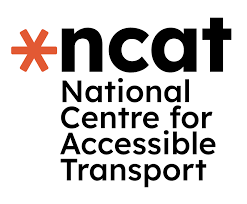 *ncat
National
Centre for
Accessible
Transport